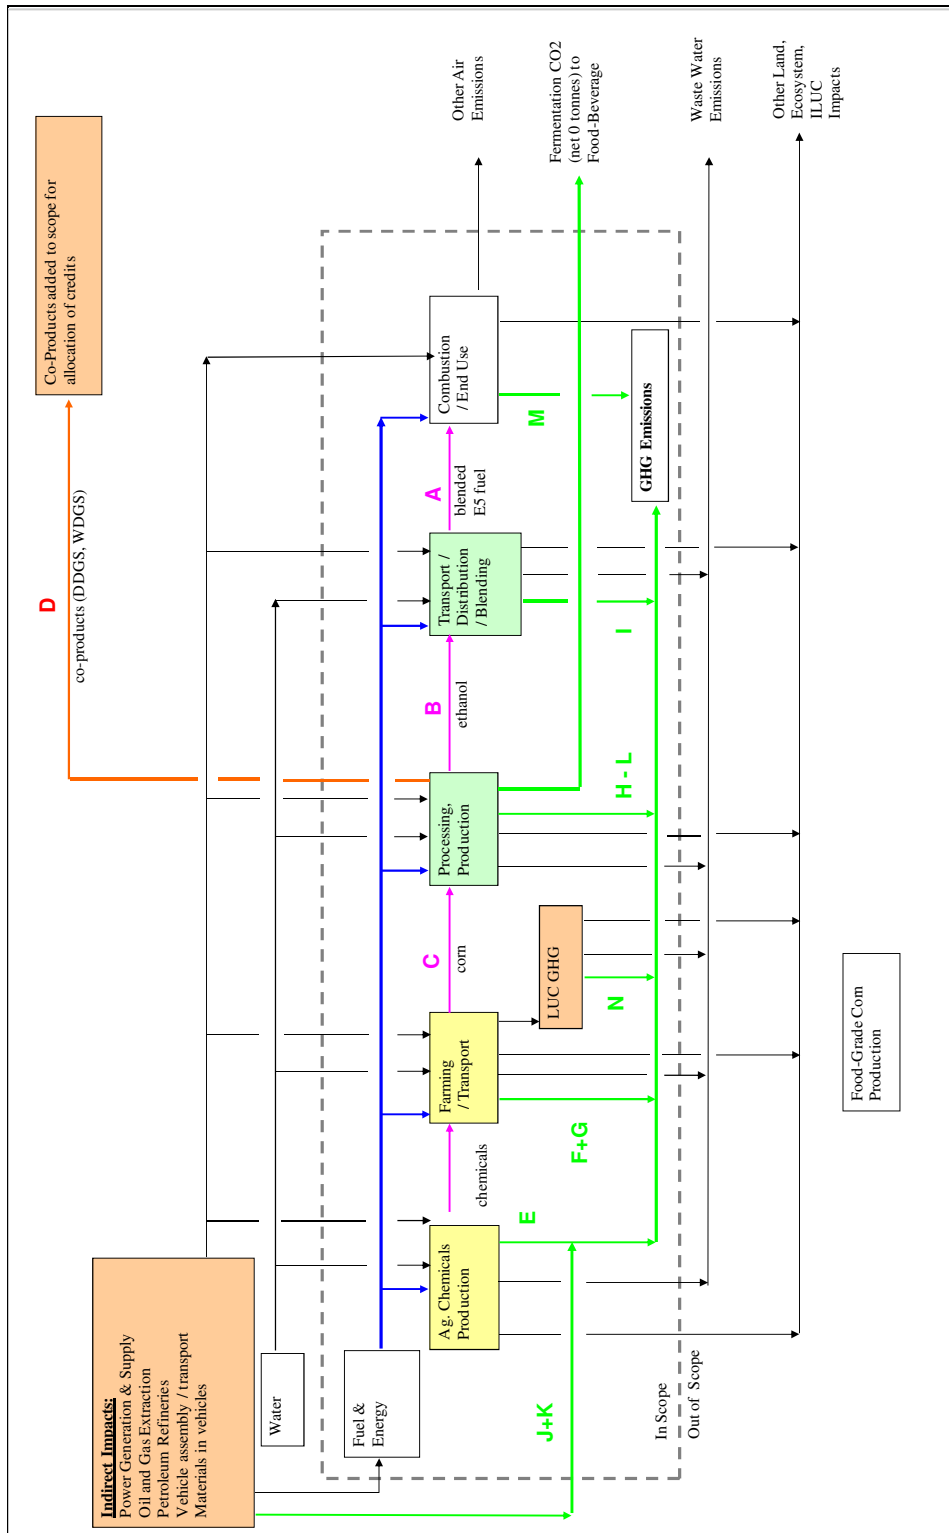 Indirect Impacts:
Power Generation & Supply
Oil and Gas Extraction
Petroleum Refineries
Vehicle assembly / transport
Materials in vehicles
D
co-products (DDGS, WDGS)
Co-Products added to scope for
allocation of credits
Water
Fuel &
Energy
Ag. Chemicals
Production
chemicals
Farming
/ Transport
C
corn
Processing,
Production
B
ethanol
Transport /
Distribution
/ Blending
A
blended
E5 fuel
Combustion
/ End Use
Other Air
Emissions
E
F+G
LUC GHG
N
H - L
I
M
GHG Emissions
Fermentation CO2
(net 0 tonnes) to
Food-Beverage
J+K
In Scope
Out of Scope
Waste Water
Emissions
Other Land,
Ecosystem,
ILUC
Impacts
Food-Grade Corn
Production